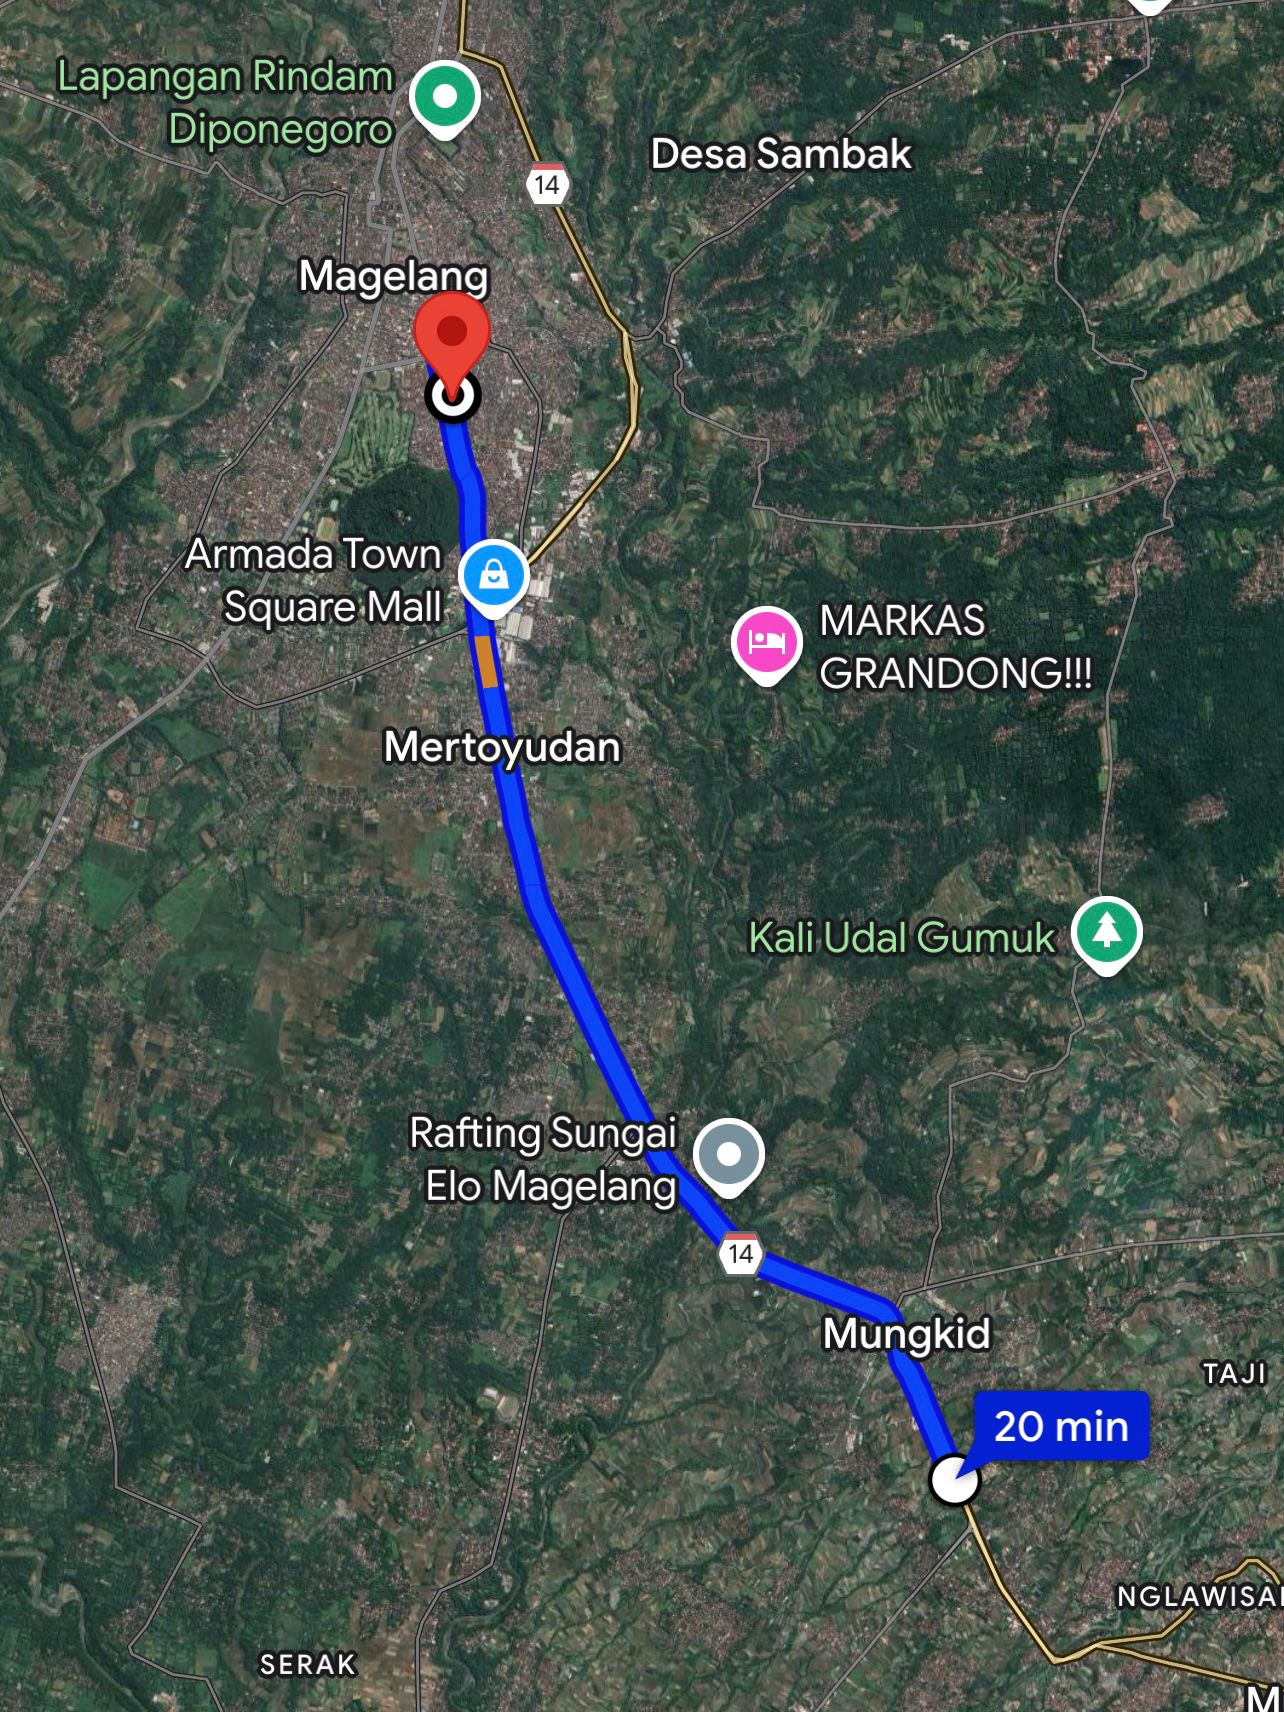 Lapangan Rindam
Diponegoro
14
Desa Sambak
Magelang
Armada Town
Square Mall
MARKAS
GRANDONG!!!
Mertoyudan
Kali Udal Gumuk
Rafting Sungai
Elo Magelang
14
Mungkid
TAJI
20 min
NGLAWISA
SERAK
M